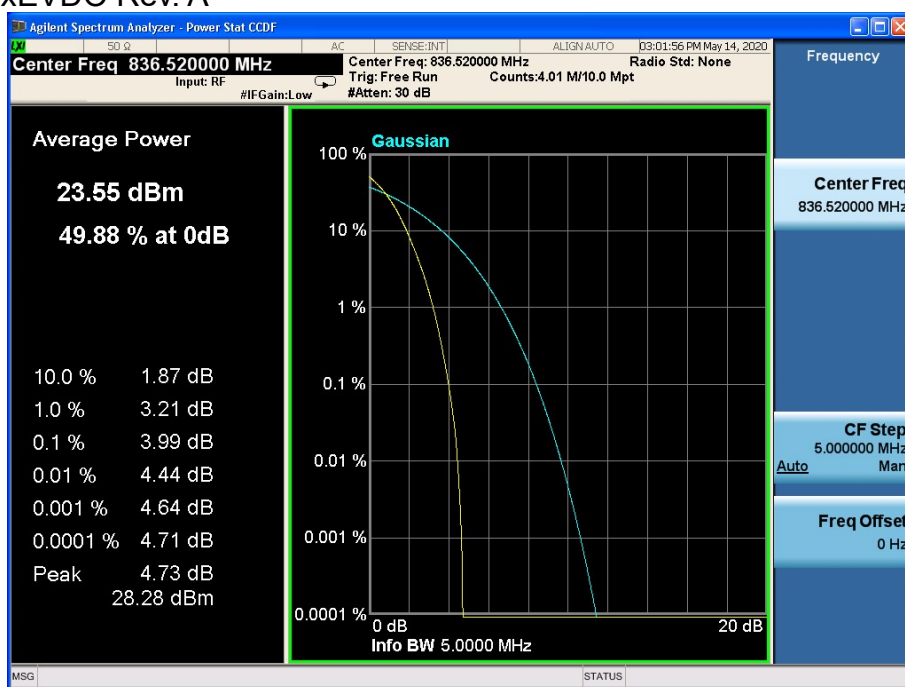 xEVDO Rev. A
Agilent Spectrum Analyzer - Power Stat CCDF
LXI 50 Ω AC SENSE:INT ALIGN AUTO 03:01:56 PM May 14, 2020
Center Freq 836.520000 MHz
Input: RF
#IFGain:Low
Center Freq: 836.520000 MHz Radio Std: None
Trig: Free Run Counts:4.01 M/10.0 Mpt
#Atten: 30 dB
Average Power
23.55 dBm
49.88 % at 0dB
10.0 % 1.87 dB
1.0 % 3.21 dB
0.1 % 3.99 dB
0.01 % 4.44 dB
0.001 % 4.64 dB
0.0001 % 4.71 dB
Peak 4.73 dB
28.28 dBm
Gaussian
100 %
10 %
1 %
0.1 %
0.01 %
0.001 %
0.0001 %
0 dB 20 dB
Info BW 5.0000 MHz
Frequency
Center Freq
836.520000 MHz
CF Step
5.000000 MHz
Auto Man
Freq Offset
0 Hz
MSG STATUS